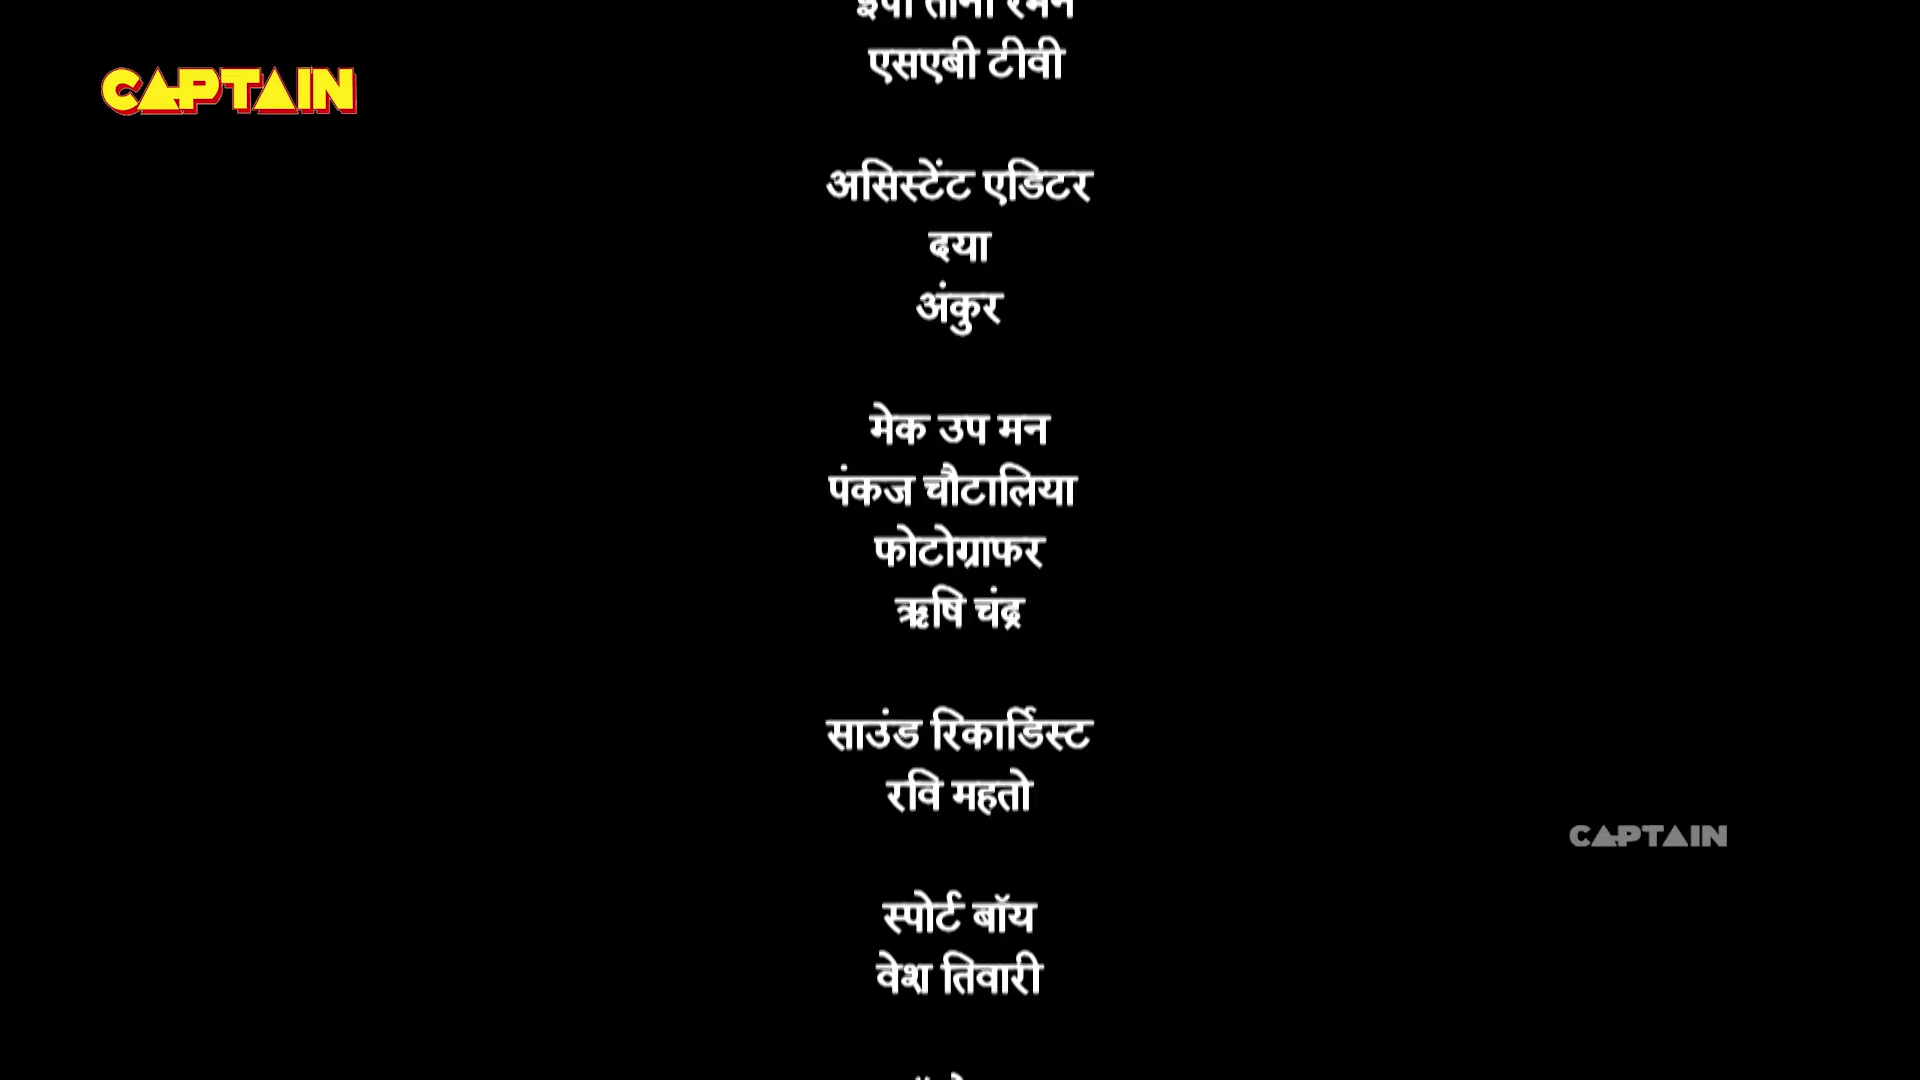 CAPTAIN
एसएबी टीवी
असिस्टेंट एडिटर
दया
अंकुर
मेक उप मन
पंकज चौटालिया
फोटोग्राफर
ऋषि चंद्र
साउंड रिकार्डिस्ट
रवि महतो
CAPTAIN
स्पोर्ट बॉय
वेश तिवारी